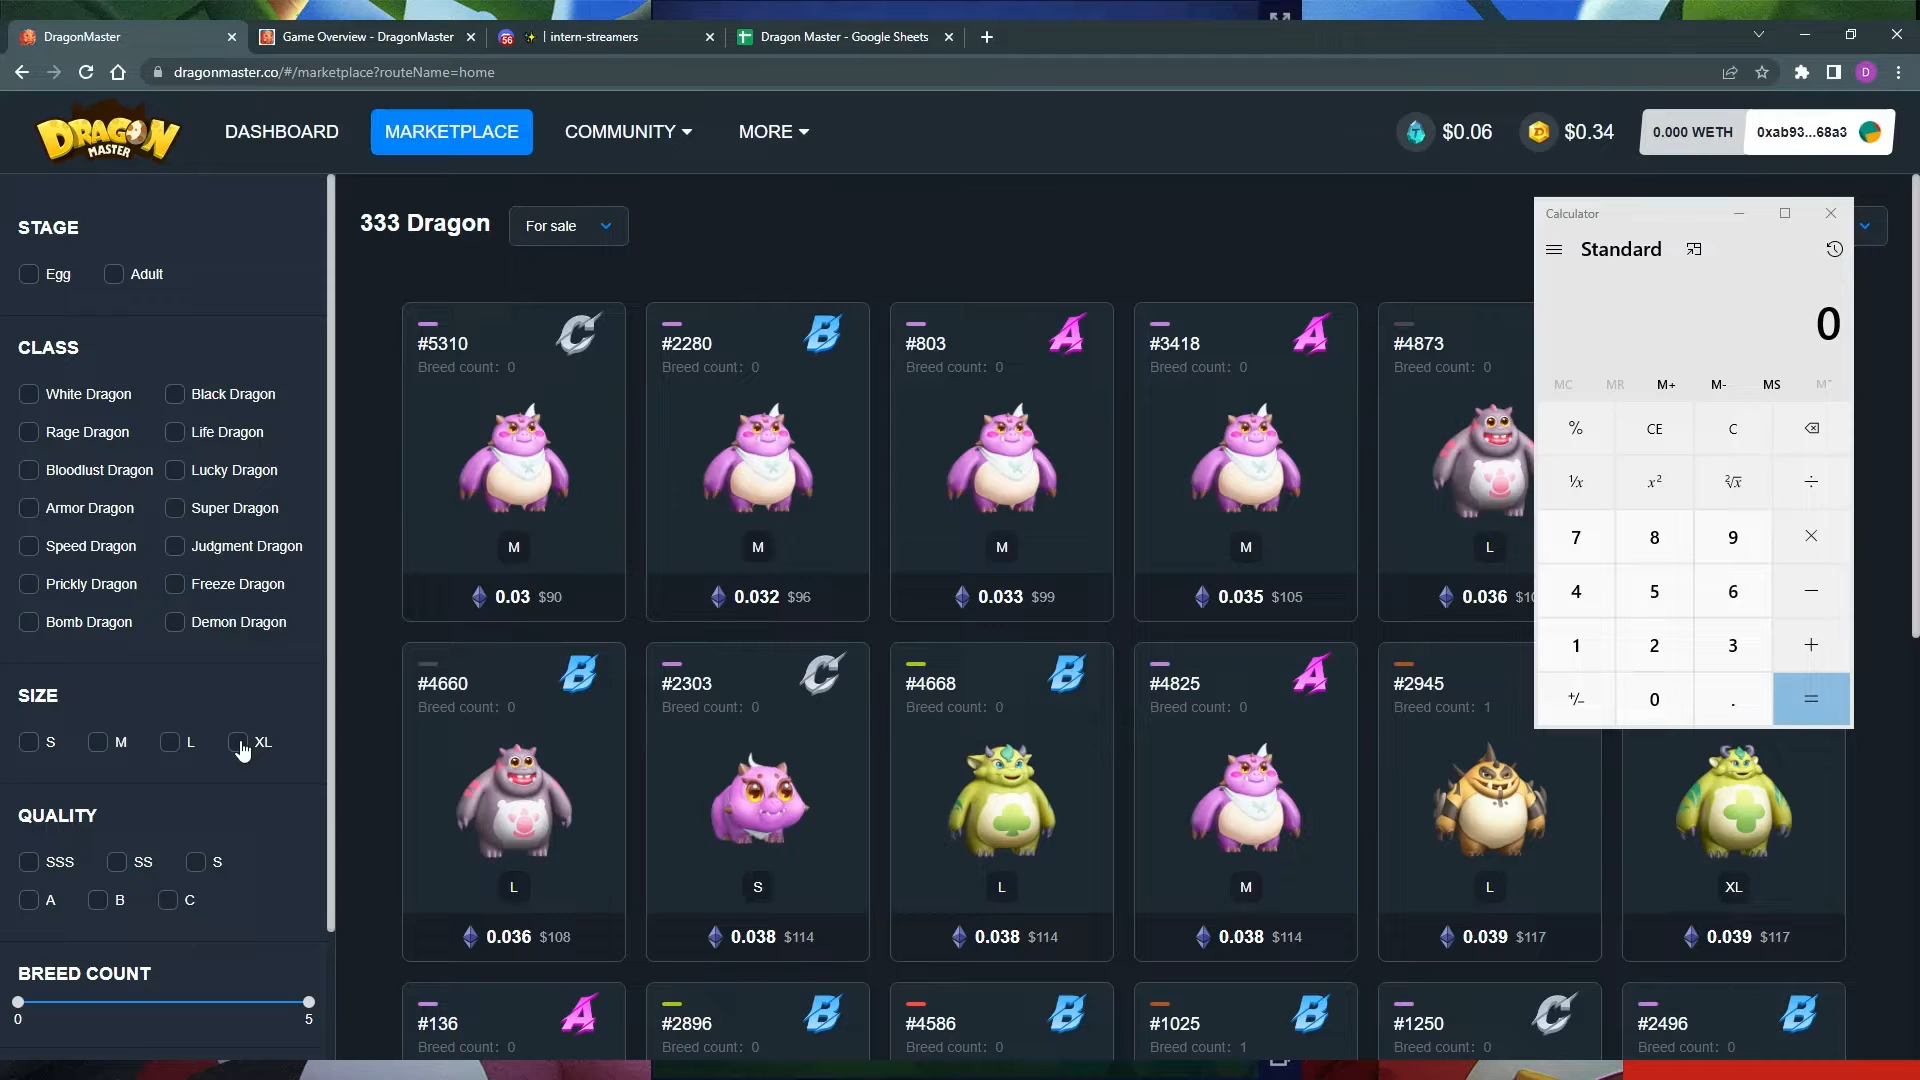 DragonMaster
Game Overview - DragonMaster
56
intern-streamers
Dragon Master - Google Sheets
dragonmaster.co/#/marketplace?routeName=home
D
DRAGON MASTER
DASHBOARD
MARKETPLACE
COMMUNITY
MORE
$0.06
$0.34
0.000 WETH
0xab93...68a3
STAGE
Egg
Adult
CLASS
White Dragon
Black Dragon
Rage Dragon
Life Dragon
Bloodlust Dragon
Lucky Dragon
Armor Dragon
Super Dragon
Speed Dragon
Judgment Dragon
Prickly Dragon
Freeze Dragon
Bomb Dragon
Demon Dragon
SIZE
S
M
L
XL
QUALITY
SSS
SS
S
A
B
C
BREED COUNT
0
5
333 Dragon
For sale
#5310
C
Breed count: 0
M
0.03 $90
#2280
B
Breed count: 0
M
0.032 $96
#803
A
Breed count: 0
M
0.033 $99
#3418
A
Breed count: 0
M
0.035 $105
#4873
Breed count: 0
L
0.036
#4660
B
Breed count: 0
L
0.036 $108
#2303
C
Breed count: 0
S
0.038 $114
#4668
B
Breed count: 0
L
0.038 $114
#4825
A
Breed count: 0
M
0.038 $114
#2945
Breed count: 1
L
0.039 $117
XL
0.039 $117
#136
A
Breed count: 0
#2896
B
Breed count: 0
#4586
B
Breed count: 0
#1025
B
Breed count: 1
#1250
C
Breed count: 0
#2496
B
Breed count: 0
Calculator
Standard
0
MC MR M+ M- MS M˅
% CE C
¹/x x² ²√x ÷
7 8 9 ×
4 5 6 −
1 2 3 +
+/− 0 . =